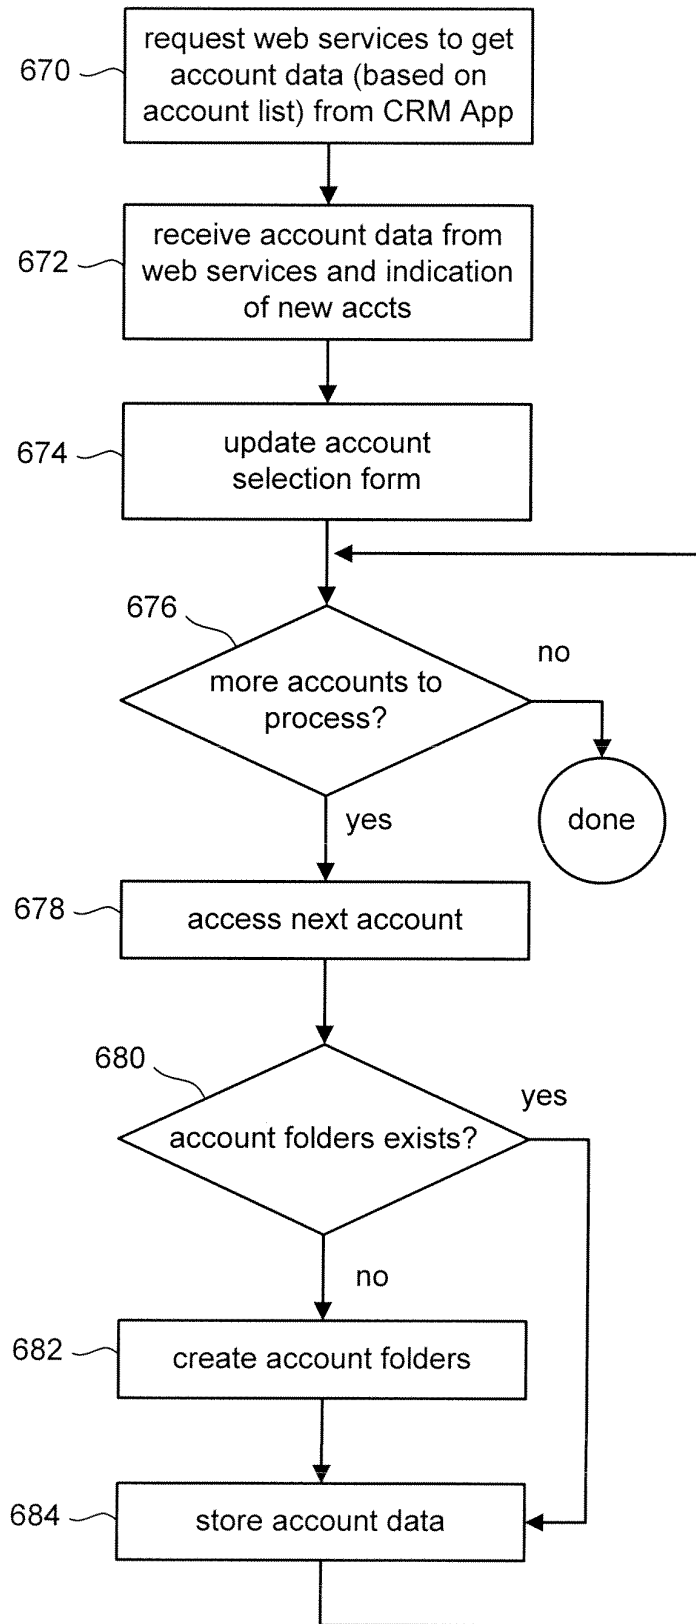 670
request web services to get
account data (based on
account list) from CRM App
672
receive account data from
web services and indication
of new accts
674
update account
selection form
676
more accounts to
process?
no
done
yes
678
access next account
680
account folders exists?
yes
no
682
create account folders
684
store account data